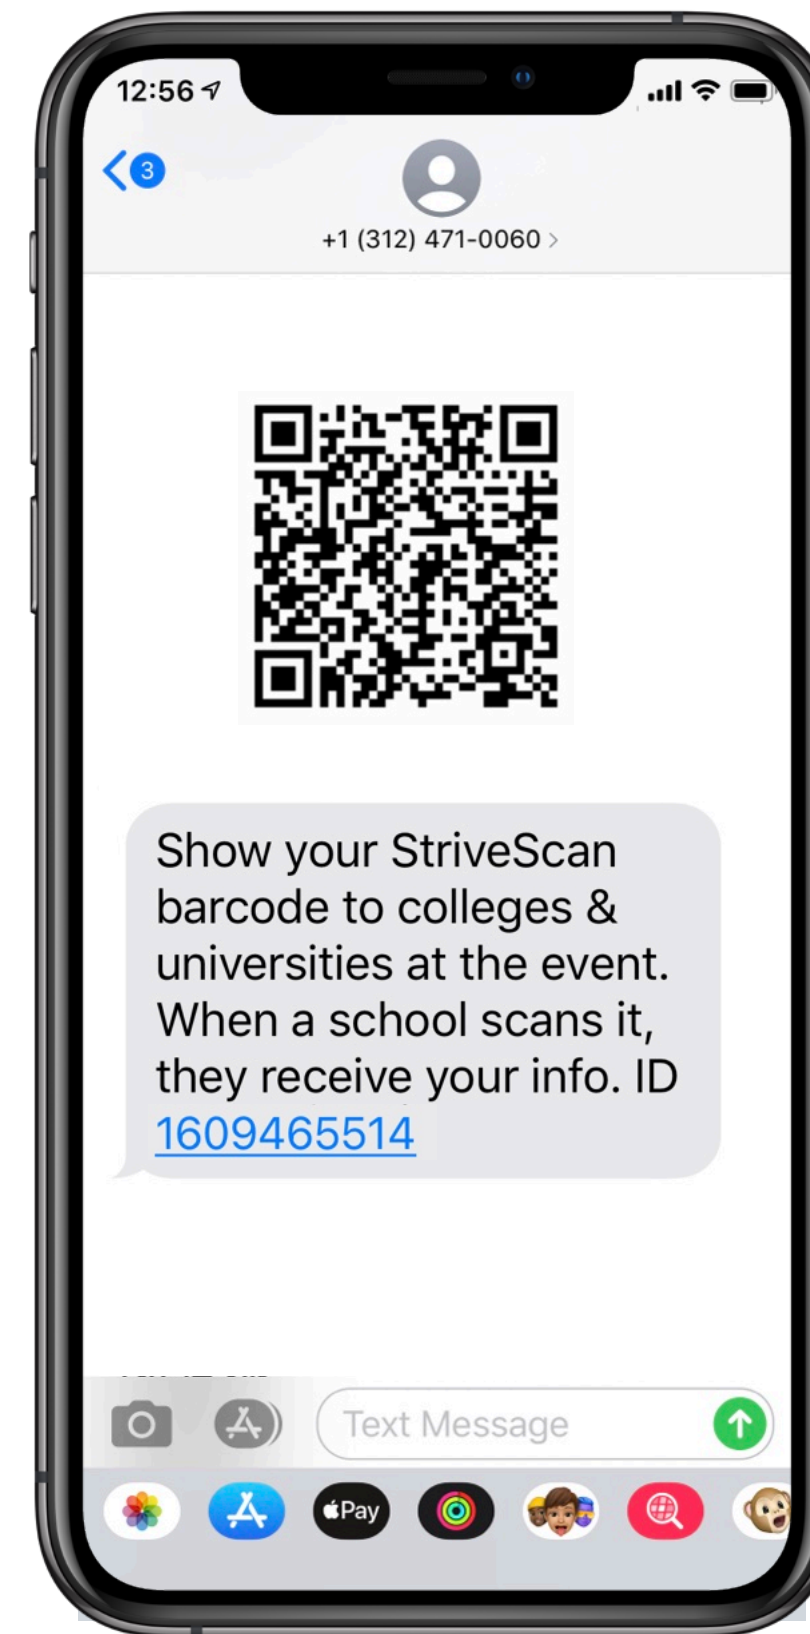 12:56
3
+1 (312) 471-0060 >
Show your StriveScan
barcode to colleges &
universities at the event.
When a school scans it,
they receive your info. ID
1609465514
Text Message
Pay